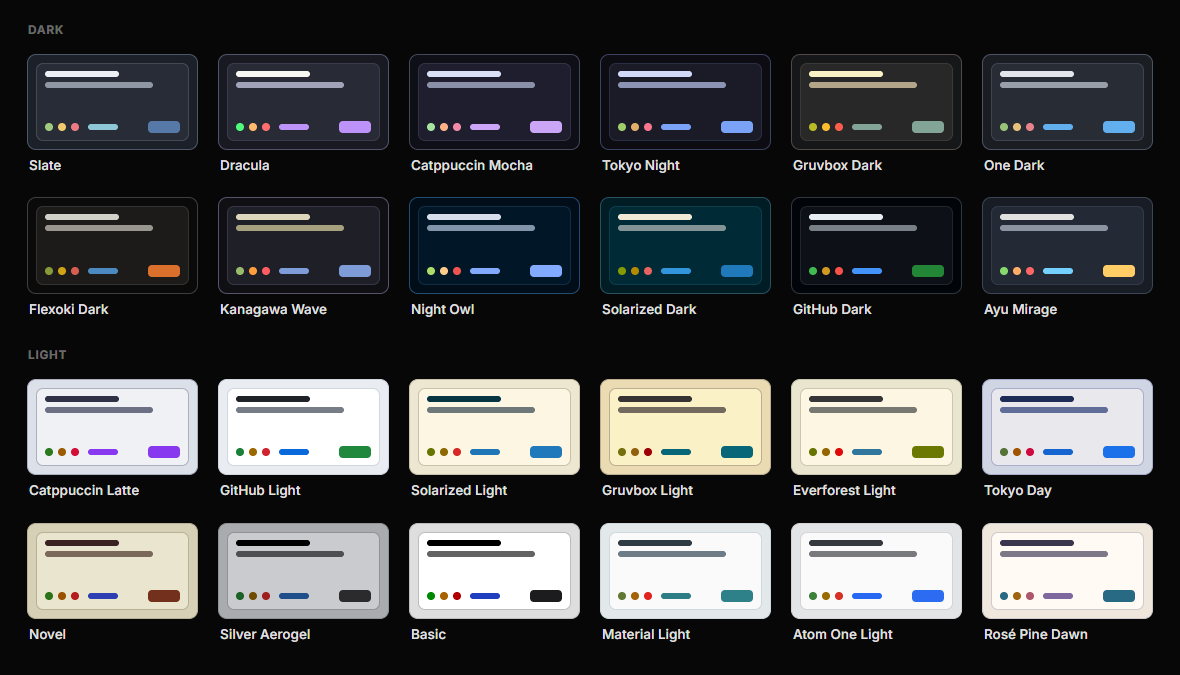 DARK
Slate
Dracula
Catppuccin Mocha
Tokyo Night
Gruvbox Dark
One Dark
Flexoki Dark
Kanagawa Wave
Night Owl
Solarized Dark
GitHub Dark
Ayu Mirage
LIGHT
Catppuccin Latte
GitHub Light
Solarized Light
Gruvbox Light
Everforest Light
Tokyo Day
Novel
Silver Aerogel
Basic
Material Light
Atom One Light
Rosé Pine Dawn